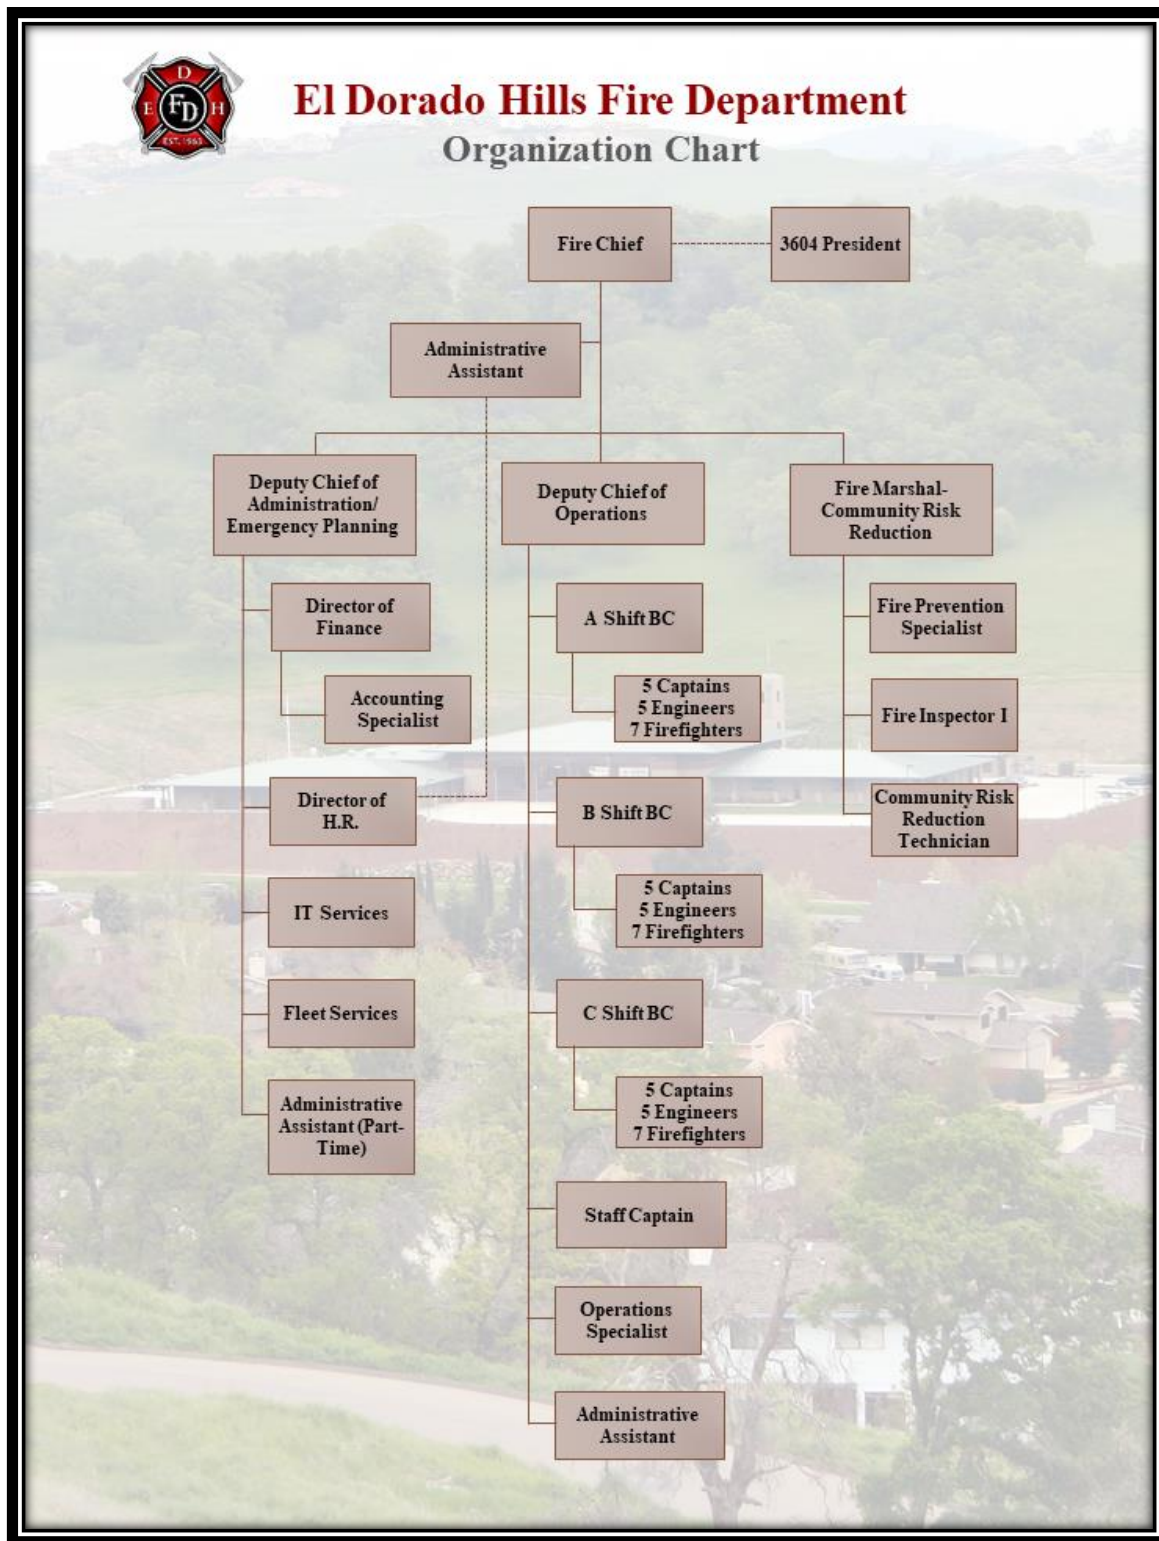 D
E FD H
EST. 1963
El Dorado Hills Fire Department
Organization Chart
Fire Chief
3604 President
Administrative
Assistant
Deputy Chief of
Administration/
Emergency Planning
Director of
Finance
Accounting
Specialist
Director of
H.R.
IT Services
Fleet Services
Administrative
Assistant (Part-
Time)
Deputy Chief of
Operations
A Shift BC
5 Captains
5 Engineers
7 Firefighters
B Shift BC
5 Captains
5 Engineers
7 Firefighters
C Shift BC
5 Captains
5 Engineers
7 Firefighters
Staff Captain
Operations
Specialist
Administrative
Assistant
Fire Marshal-
Community Risk
Reduction
Fire Prevention
Specialist
Fire Inspector I
Community Risk
Reduction
Technician